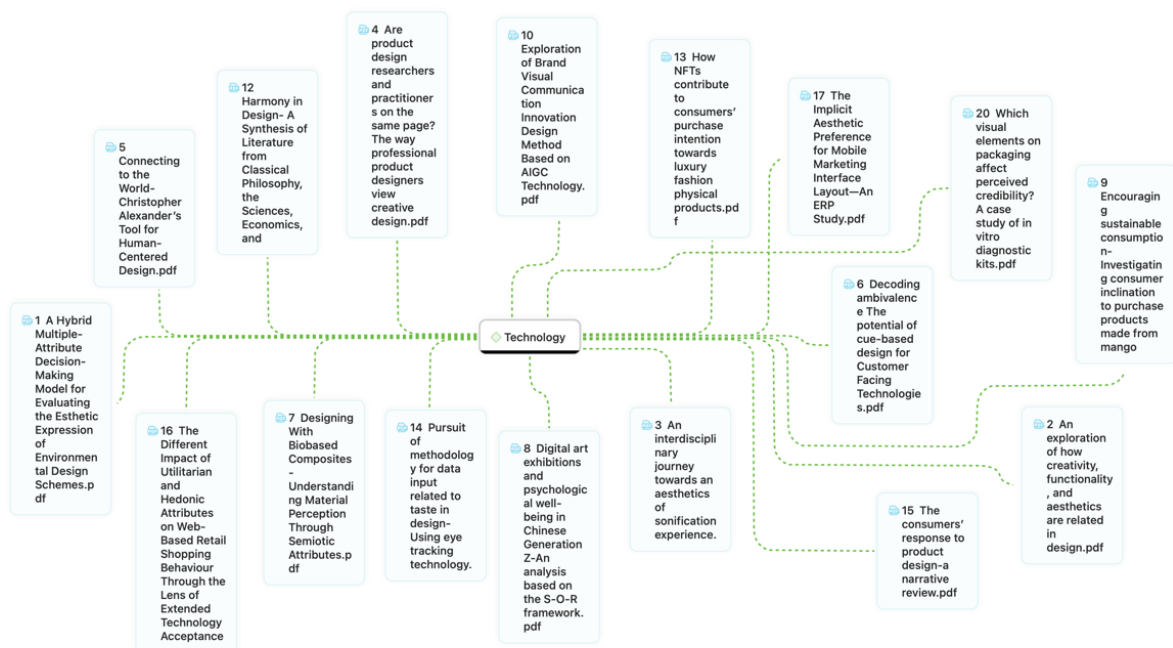 4 Are
product
design
researchers
and
practitioner
s on the
same page?
The way
professional
product
designers
view
creative
design.pdf
10
Exploration
of Brand
Visual
Communica
tion
Innovation
Design
Method
Based on
AIGC
Technology.
pdf
13 How
NFTs
contribute
to
consumers'
purchase
intention
towards
luxury
fashion
physical
products.pd
f
12
Harmony in
Design- A
Synthesis of
Literature
from
Classical
Philosophy,
the
Sciences,
Economics,
and
17 The
Implicit
Aesthetic
Preference
for Mobile
Marketing
Interface
Layout—An
ERP
Study.pdf
20 Which
visual
elements on
packaging
affect
perceived
credibility?
A case
study of in
vitro
diagnostic
kits.pdf
5
Connecting
to the
World-
Christopher
Alexander's
Tool for
Human-
Centered
Design.pdf
9
Encouragin
g
sustainable
consumptio
n-
Investigatin
g consumer
inclination
to purchase
products
made from
mango
6 Decoding
ambivalenc
e The
potential of
cue-based
design for
Customer
Facing
Technologie
s.pdf
1 A Hybrid
Multiple-
Attribute
Decision-
Making
Model for
Evaluating
the Esthetic
Expression
of
Environmen
tal Design
Schemes.p
df
Technology
16 The
Different
Impact of
Utilitarian
and
Hedonic
Attributes
on Web-
Based Retail
Shopping
Behaviour
Through the
Lens of
Extended
Technology
Acceptance
7 Designing
With
Biobased
Composites
-
Understandi
ng Material
Perception
Through
Semiotic
Attributes.p
df
14 Pursuit
of
methodolog
y for data
input
related to
taste in
design-
Using eye
tracking
technology.
8 Digital art
exhibitions
and
psychologic
al well-
being in
Chinese
Generation
Z-An
analysis
based on
the S-O-R
framework.
pdf
3 An
interdiscipli
nary
journey
towards an
aesthetics
of
sonification
experience.
2 An
exploration
of how
creativity,
functionality
, and
aesthetics
are related
in
design.pdf
15 The
consumers'
response to
product
design-a
narrative
review.pdf